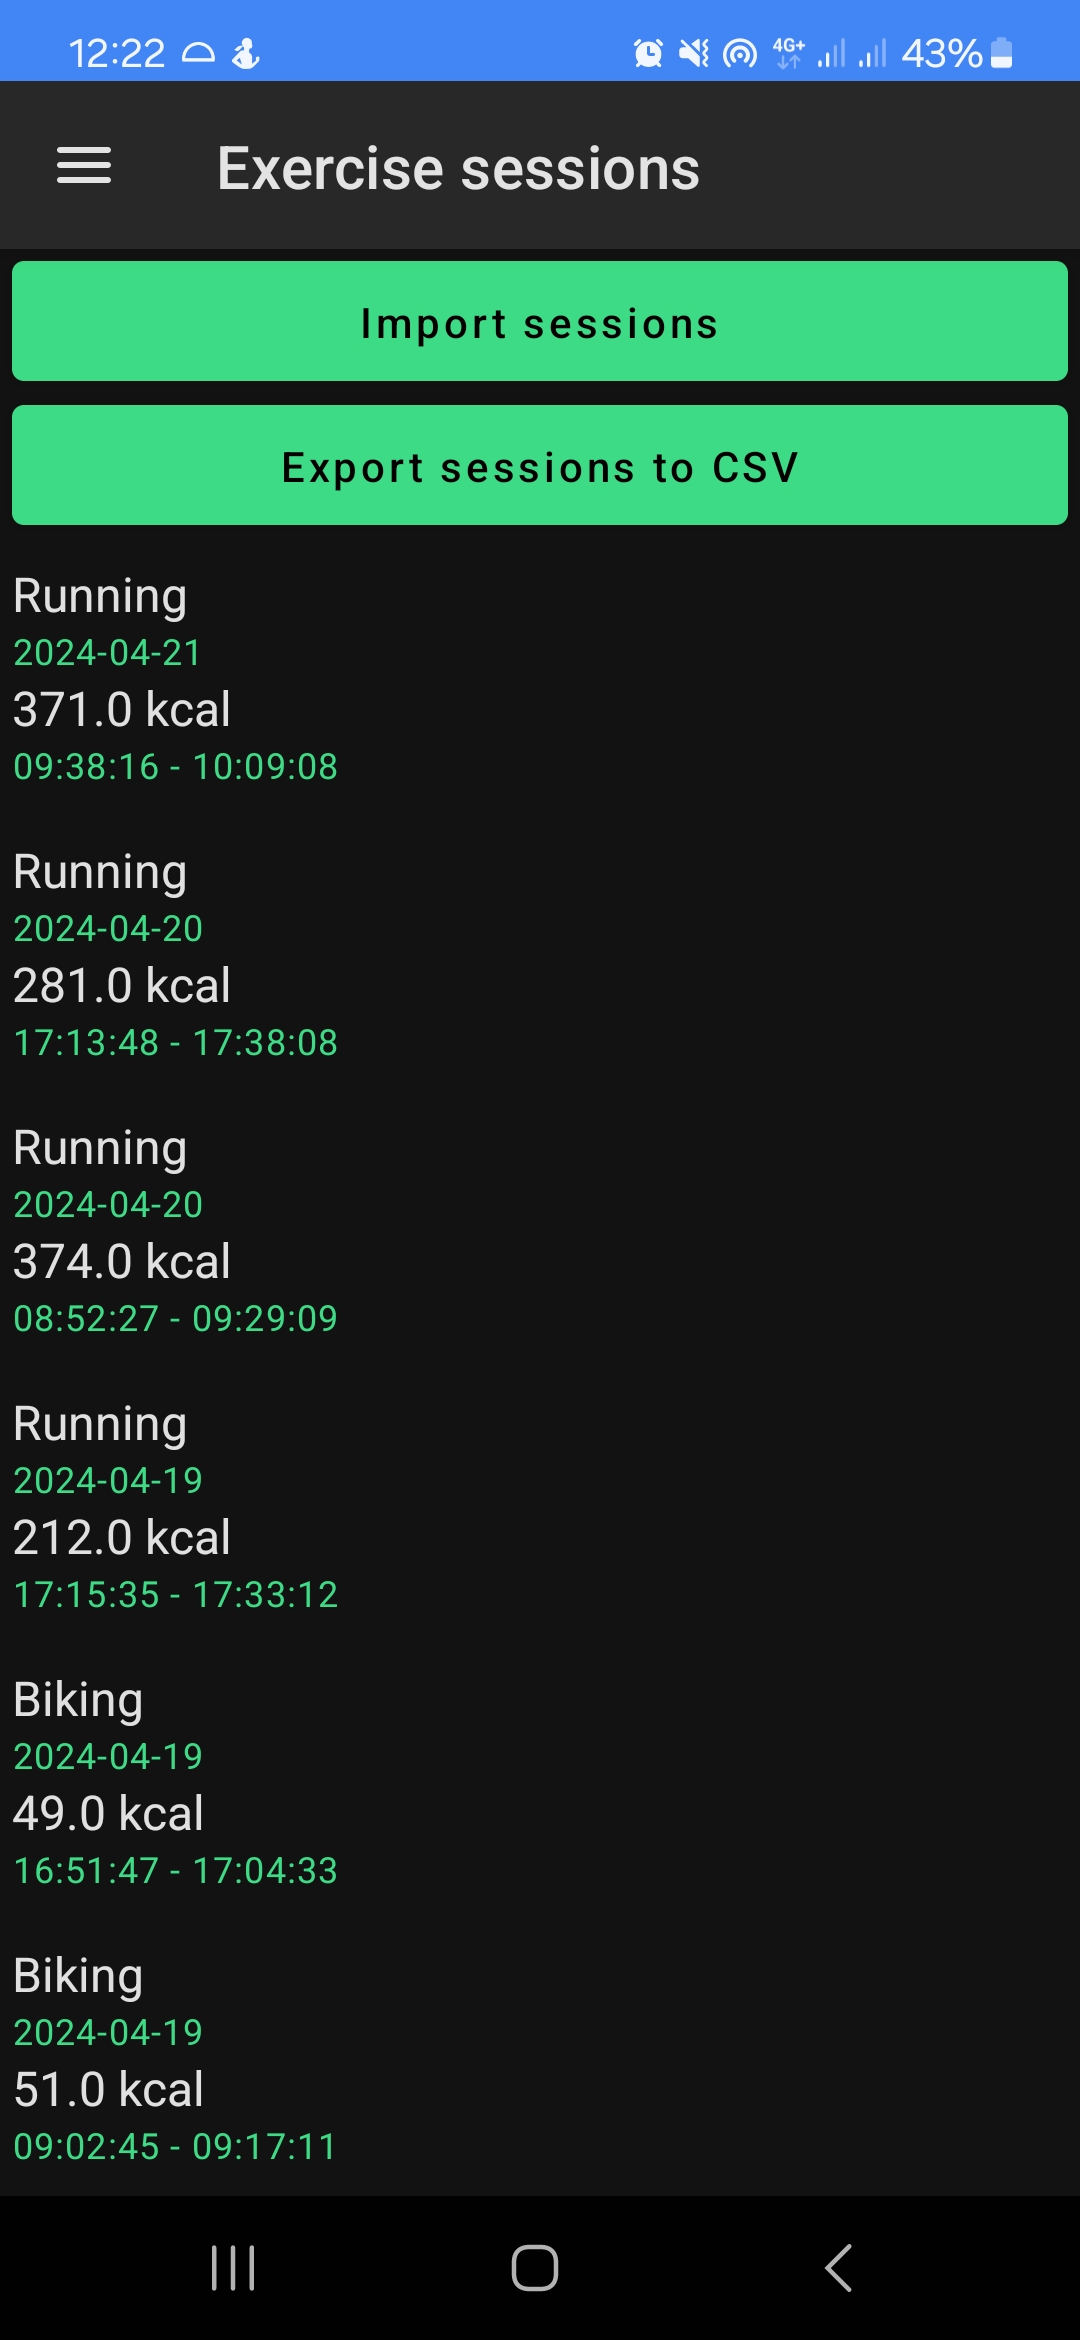 12:22 4G+ 43%
Exercise sessions
Import sessions
Export sessions to CSV
Running
2024-04-21
371.0 kcal
09:38:16 - 10:09:08
Running
2024-04-20
281.0 kcal
17:13:48 - 17:38:08
Running
2024-04-20
374.0 kcal
08:52:27 - 09:29:09
Running
2024-04-19
212.0 kcal
17:15:35 - 17:33:12
Biking
2024-04-19
49.0 kcal
16:51:47 - 17:04:33
Biking
2024-04-19
51.0 kcal
09:02:45 - 09:17:11